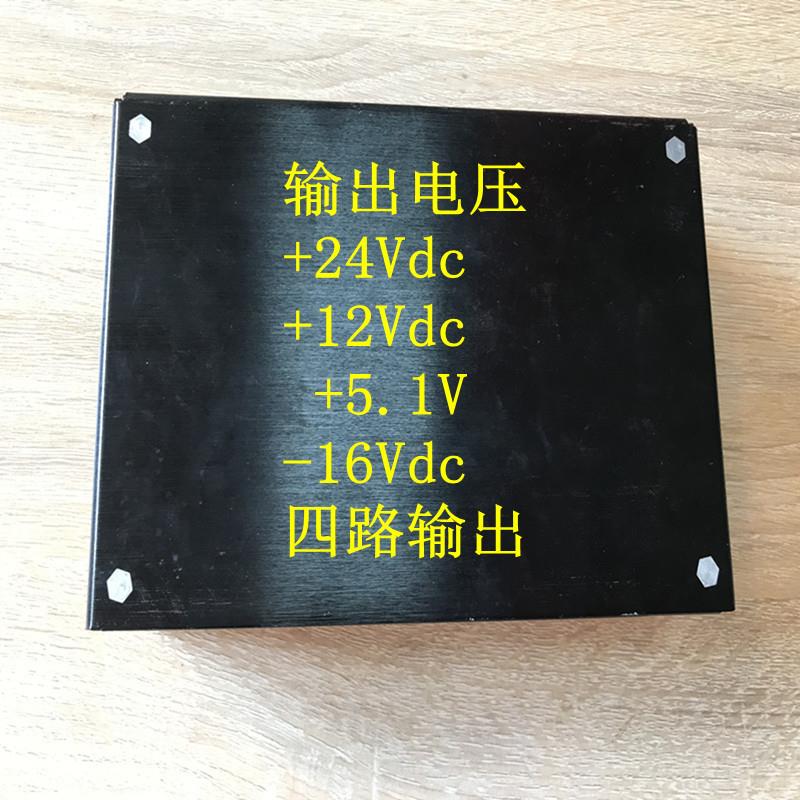 输出电压
+24Vdc
+12Vdc
+5.1V
-16Vdc
四路输出